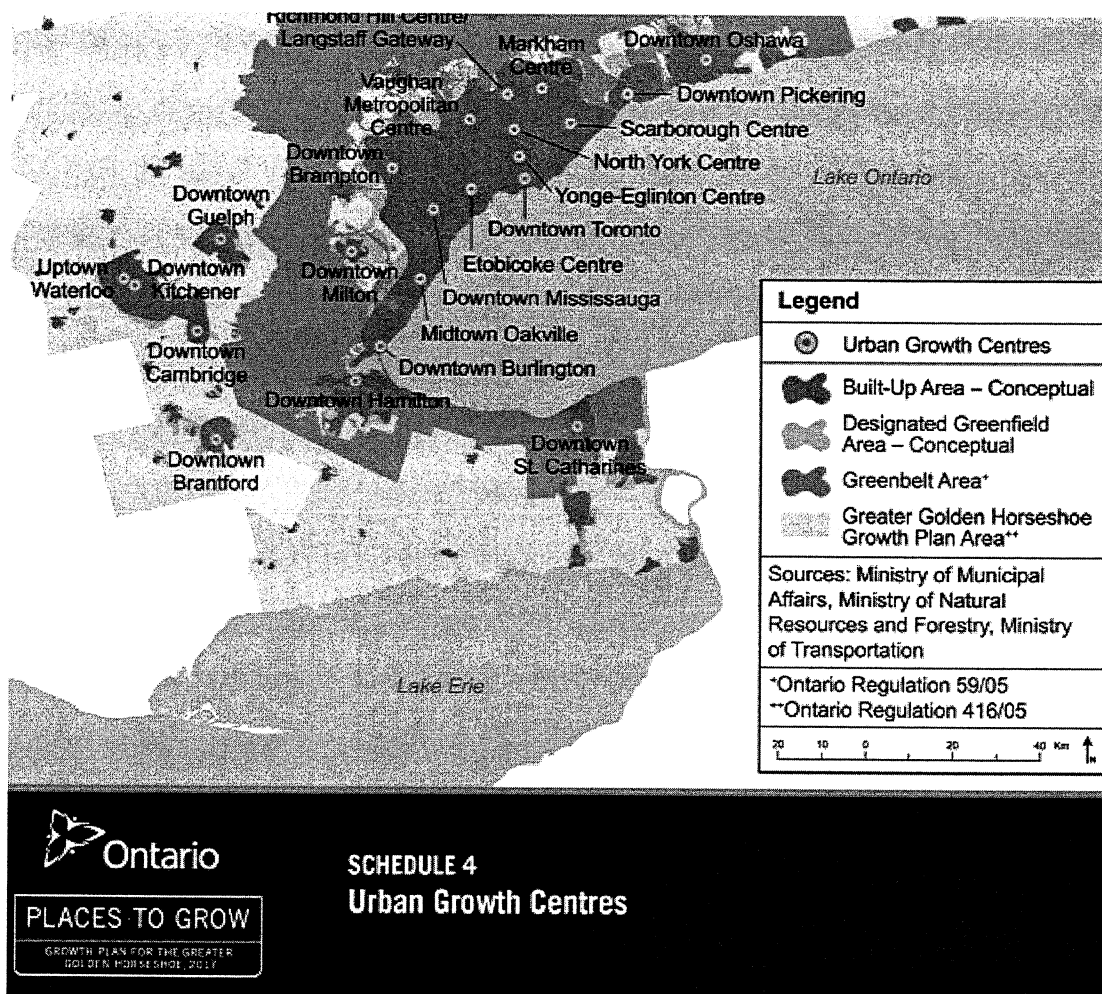 Richmond Hill Centre/
Langstaff Gateway
Markham
Centre
Downtown Oshawa
Vaughan
Metropolitan
Centre
Downtown Pickering
Scarborough Centre
North York Centre
Downtown
Brampton
Yonge-Eglinton Centre
Lake Ontario
Downtown
Guelph
Downtown Toronto
Etobicoke Centre
Uptown
Waterloo
Downtown
Kitchener
Downtown
Milton
Downtown Mississauga
Midtown Oakville
Downtown
Cambridge
Downtown Burlington
Downtown Hamilton
Downtown
St. Catharines
Downtown
Brantford
Lake Erie
Legend
Urban Growth Centres
Built-Up Area – Conceptual
Designated Greenfield
Area – Conceptual
Greenbelt Area+
Greater Golden Horseshoe
Growth Plan Area++
Sources: Ministry of Municipal
Affairs, Ministry of Natural
Resources and Forestry, Ministry
of Transportation
+Ontario Regulation 59/05
++Ontario Regulation 416/05
20 10 0 20 40 Km
N
Ontario
SCHEDULE 4
Urban Growth Centres
PLACES TO GROW
GROWTH PLAN FOR THE GREATER
GOLDEN HORSESHOE, 2017